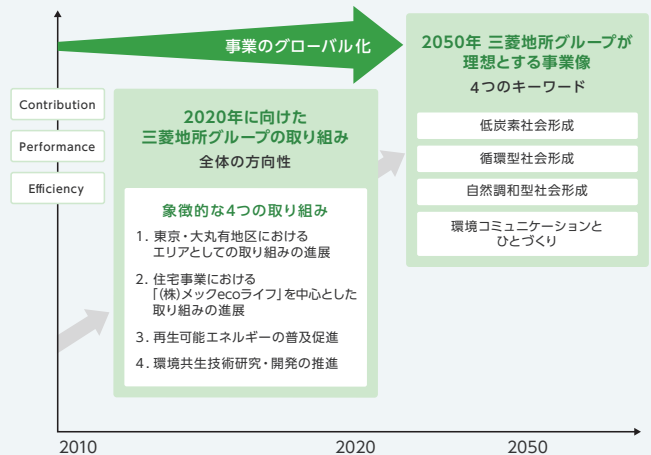 事業のグローバル化
Contribution
Performance
Efficiency
2020年に向けた
三菱地所グループの取り組み
全体の方向性
象徴的な4つの取り組み
1. 東京・大丸有地区における
エリアとしての取り組みの進展
2. 住宅事業における
「(株)メックecoライフ」を中心とした
取り組みの進展
3. 再生可能エネルギーの普及促進
4. 環境共生技術研究・開発の推進
2050年 三菱地所グループが
理想とする事業像
4つのキーワード
低炭素社会形成
循環型社会形成
自然調和型社会形成
環境コミュニケーションと
ひとづくり
2010
2020
2050